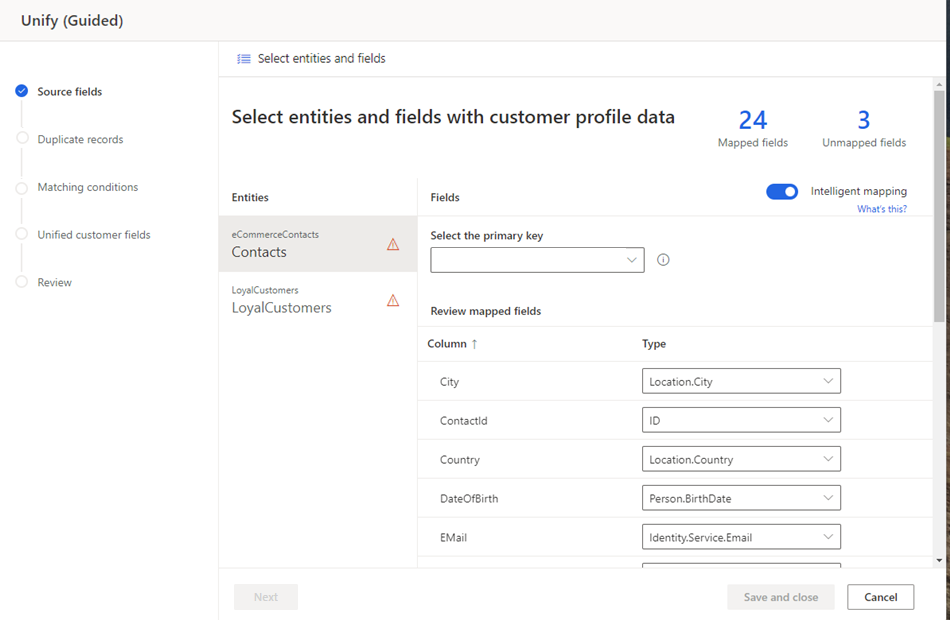 Unify (Guided)
Source fields
Duplicate records
Matching conditions
Unified customer fields
Review
Select entities and fields
Select entities and fields with customer profile data
24
Mapped fields
3
Unmapped fields
Entities
Fields
Intelligent mapping
What's this?
eCommerceContacts
Contacts
LoyalCustomers
LoyalCustomers
Select the primary key
Review mapped fields
Column ↑ Type
City Location.City
ContactId ID
Country Location.Country
DateOfBirth Person.BirthDate
EMail Identity.Service.Email
Next Save and close Cancel